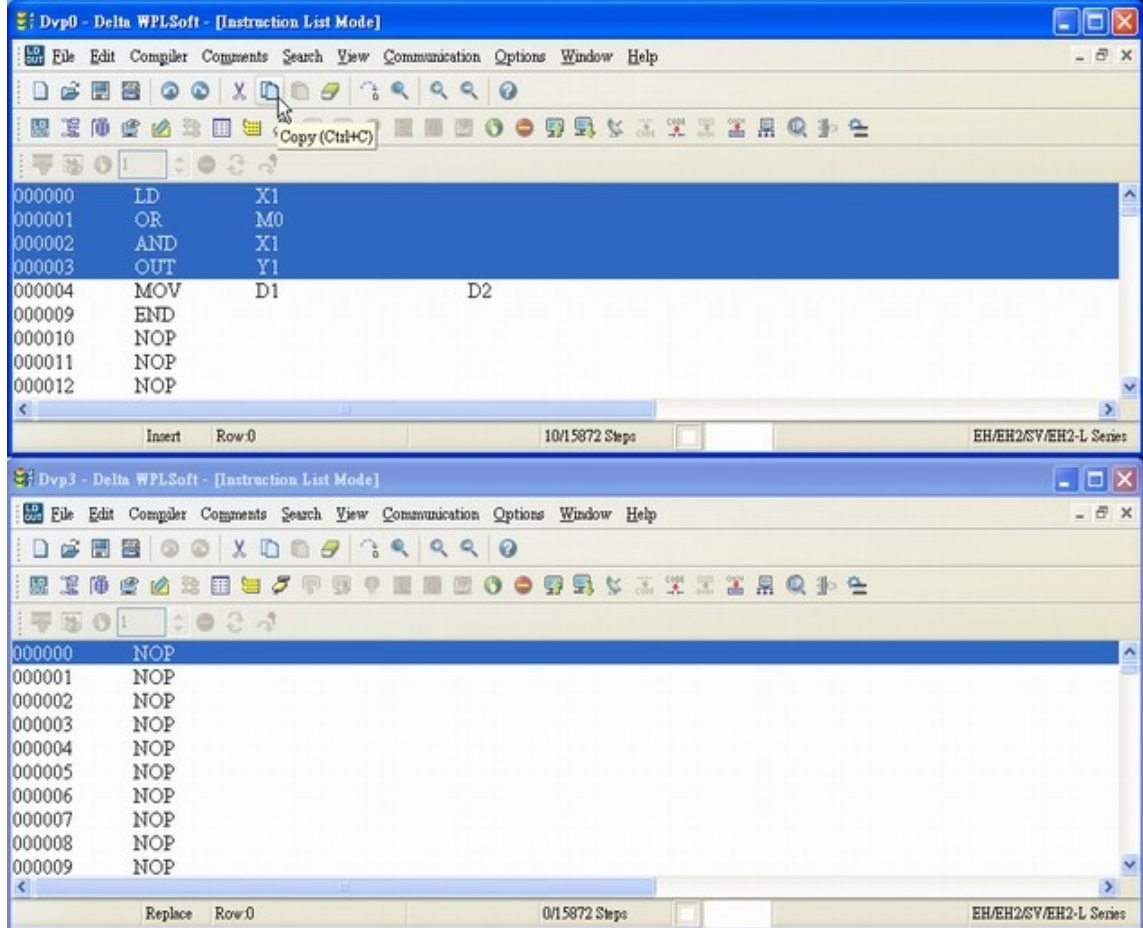 Dvp0 - Delta WPLSoft - [Instruction List Mode]
File Edit Compiler Comments Search View Communication Options Window Help
Copy (Ctrl+C)
1
000000 LD X1
000001 OR M0
000002 AND X1
000003 OUT Y1
000004 MOV D1 D2
000009 END
000010 NOP
000011 NOP
000012 NOP
Insert Row:0 10/15872 Steps EH/EH2/SV/EH2-L Series
Dvp3 - Delta WPLSoft - [Instruction List Mode]
File Edit Compiler Comments Search View Communication Options Window Help
1
000000 NOP
000001 NOP
000002 NOP
000003 NOP
000004 NOP
000005 NOP
000006 NOP
000007 NOP
000008 NOP
000009 NOP
Replace Row:0 0/15872 Steps EH/EH2/SV/EH2-L Series